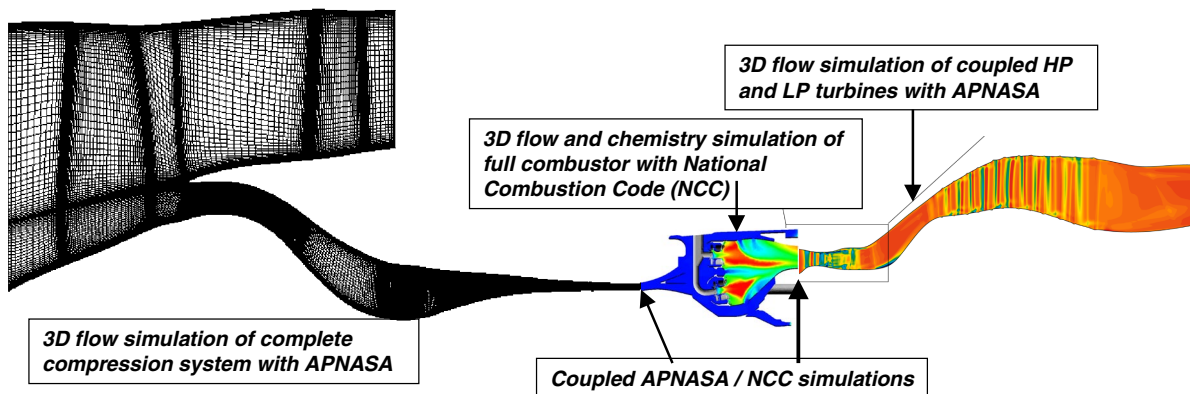 3D flow simulation of coupled HP
and LP turbines with APNASA
3D flow and chemistry simulation of
full combustor with National
Combustion Code (NCC)
3D flow simulation of complete
compression system with APNASA
Coupled APNASA / NCC simulations